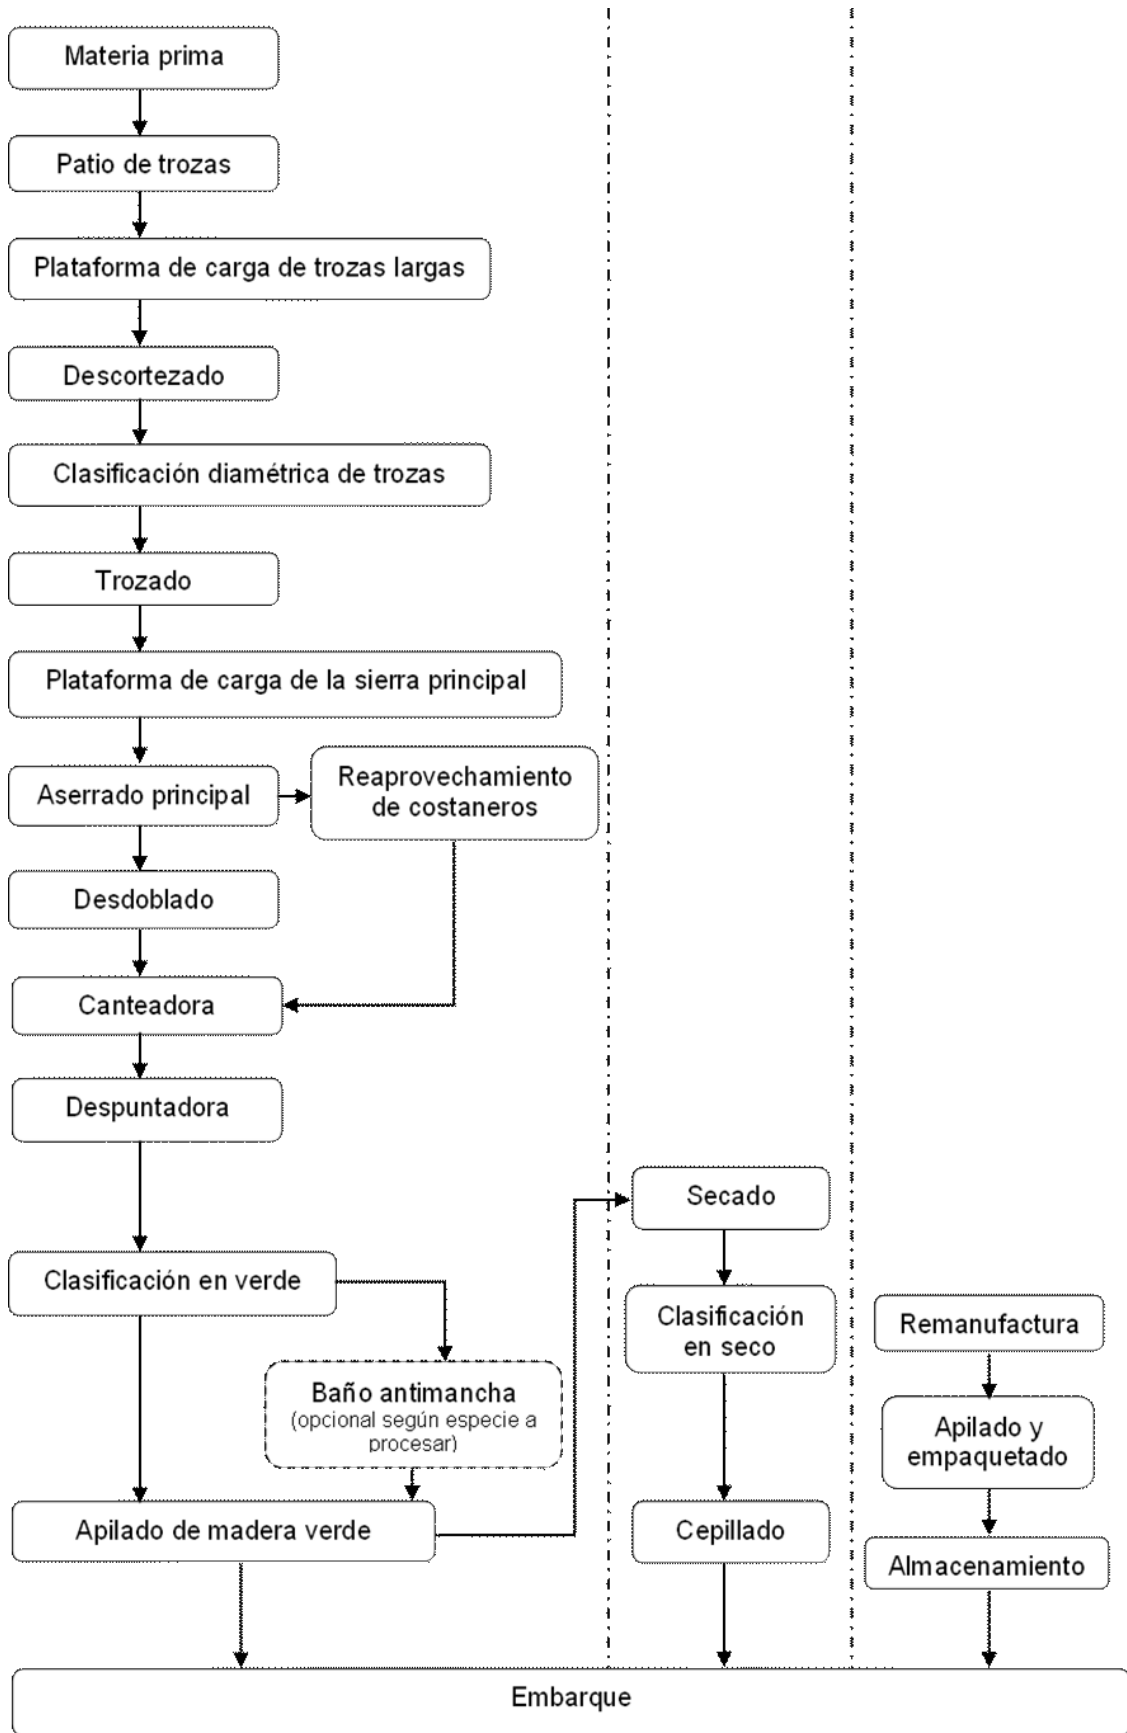 Materia prima
Patio de trozas
Plataforma de carga de trozas largas
Descortezado
Clasificación diamétrica de trozas
Trozado
Plataforma de carga de la sierra principal
Aserrado principal
Reaprovechamiento
de costaneros
Desdoblado
Canteadora
Despuntadora
Clasificación en verde
Baño antimancha
(opcional según especie a
procesar)
Apilado de madera verde
Secado
Clasificación
en seco
Cepillado
Remanufactura
Apilado y
empaquetado
Almacenamiento
Embarque